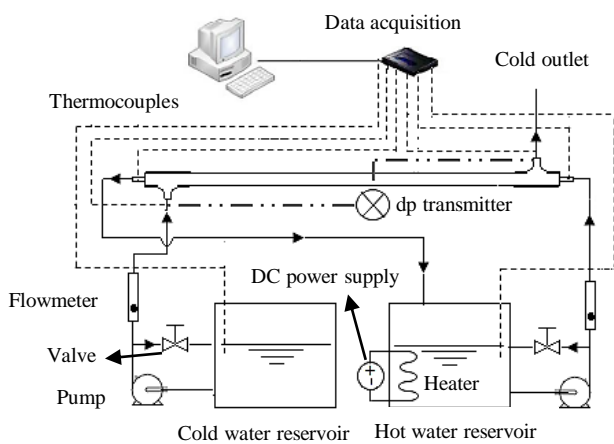 Data acquisition
Cold outlet
Thermocouples
dp transmitter
DC power supply
Flowmeter
Valve
Heater
Pump
Cold water reservoir
Hot water reservoir